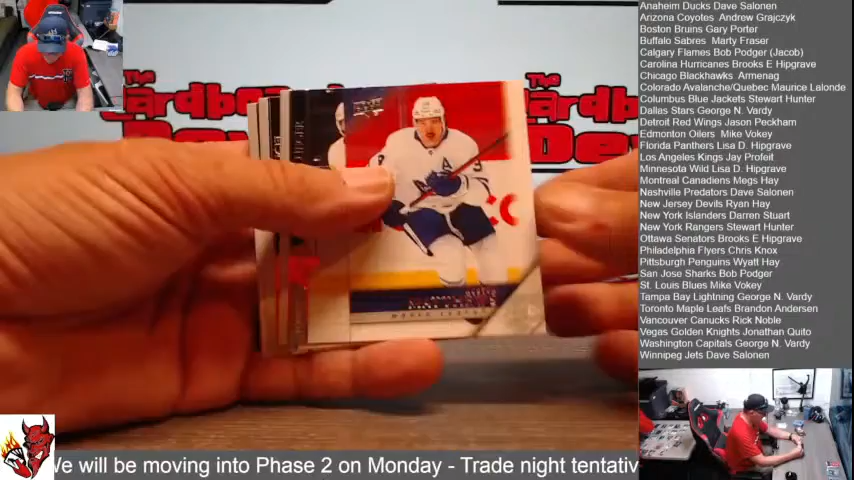 The
The
Cardboard
De
UD
A
Anaheim Ducks Dave Salonen
Arizona Coyotes Andrew Grajczyk
Boston Bruins Gary Porter
Buffalo Sabres Marty Fraser
Calgary Flames Bob Podger (Jacob)
Carolina Hurricanes Brooks E Hipgrave
Chicago Blackhawks Armenag
Colorado Avalanche/Quebec Maurice Lalonde
Columbus Blue Jackets Stewart Hunter
Dallas Stars George N. Vardy
Detroit Red Wings Jason Peckham
Edmonton Oilers Mike Vokey
Florida Panthers Lisa D. Hipgrave
Los Angeles Kings Jay Profeit
Minnesota Wild Lisa D. Hipgrave
Montreal Canadiens Megs Hay
Nashville Predators Dave Salonen
New Jersey Devils Ryan Hay
New York Islanders Darren Stuart
New York Rangers Stewart Hunter
Ottawa Senators Brooks E Hipgrave
Philadelphia Flyers Chris Knox
Pittsburgh Penguins Wyatt Hay
San Jose Sharks Bob Podger
St. Louis Blues Mike Vokey
Tampa Bay Lightning George N. Vardy
Toronto Maple Leafs Brandon Andersen
Vancouver Canucks Rick Noble
Vegas Golden Knights Jonathan Quito
Washington Capitals George N. Vardy
Winnipeg Jets Dave Salonen
We will be moving into Phase 2 on Monday - Trade night tentativ